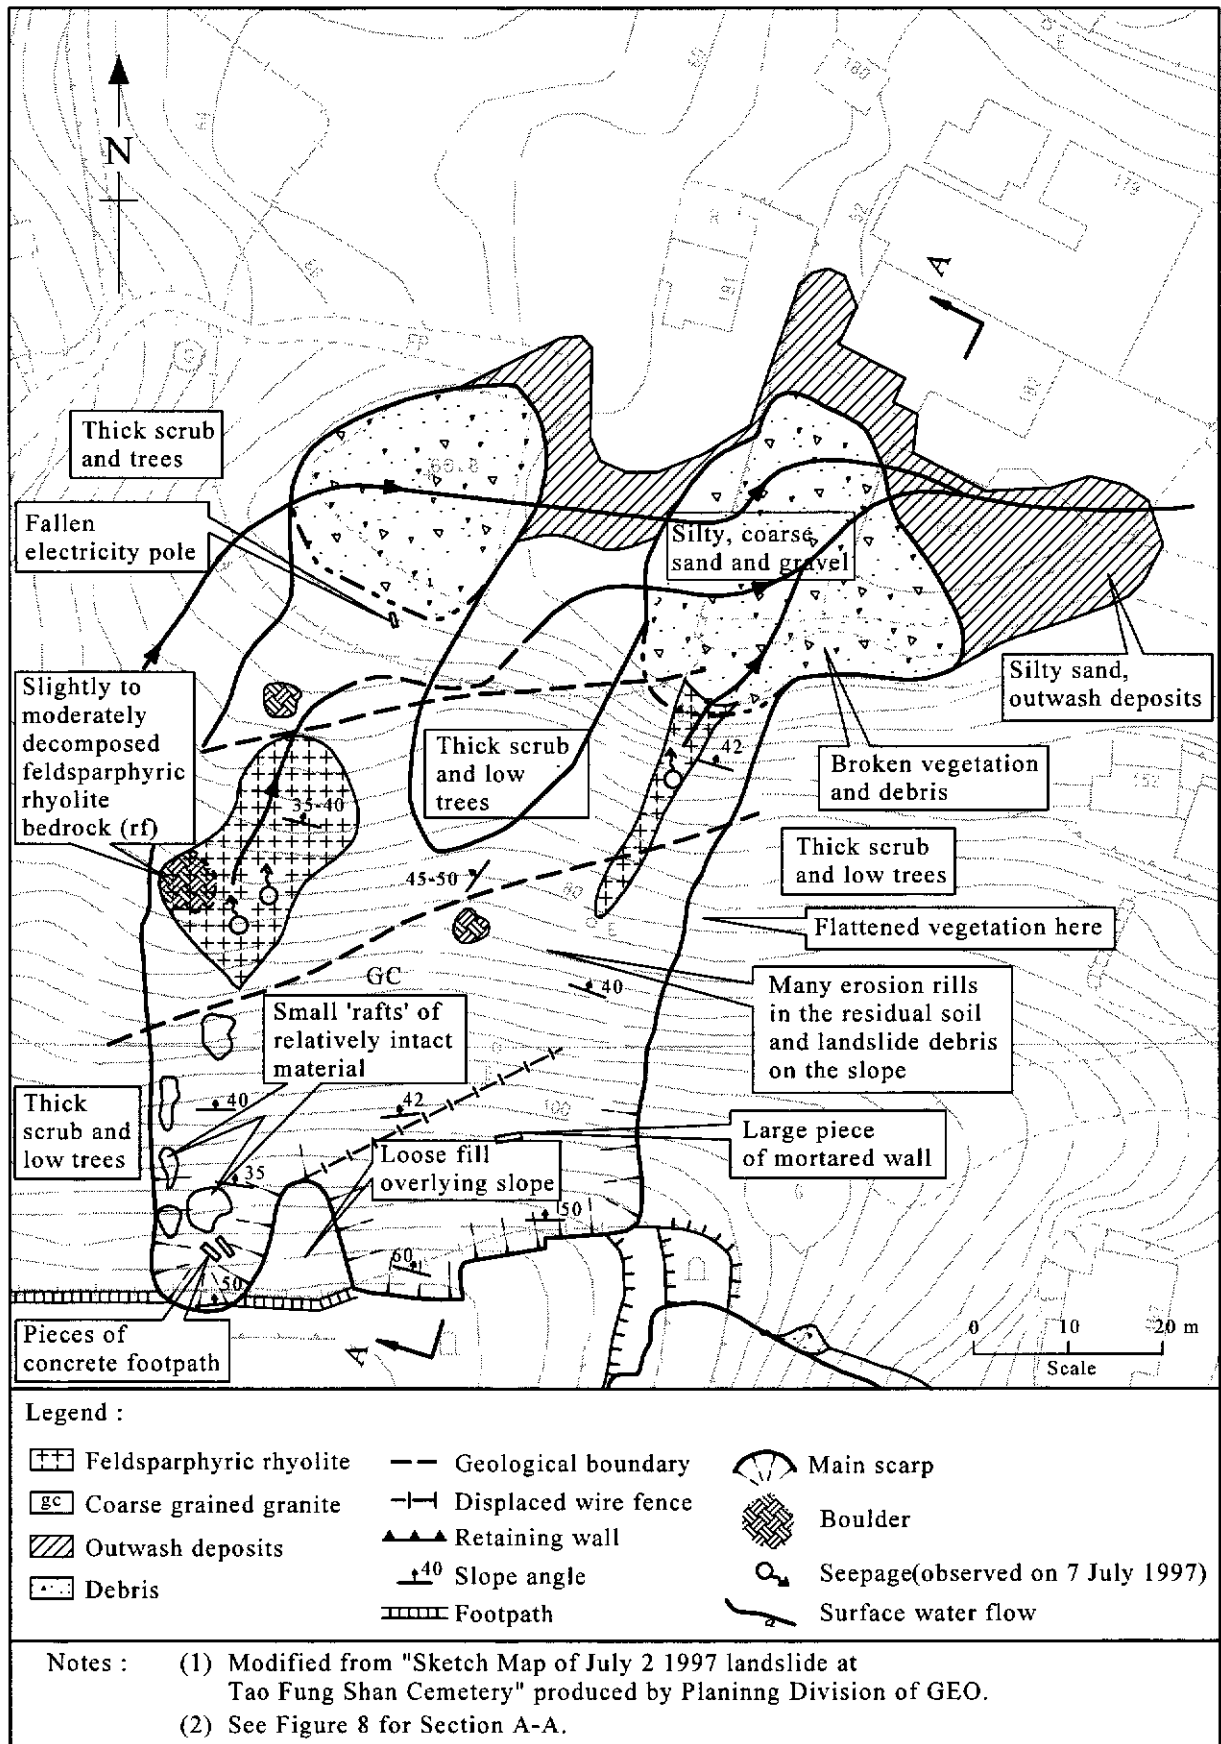 N
A
180
179
191
R
62
Thick scrub
and trees
Fallen
electricity pole
Silty, coarse
sand and gravel
Silty sand,
outwash deposits
Slightly to
moderately
decomposed
feldsparphyric
rhyolite
bedrock (rf)
Thick scrub
and low
trees
42
Broken vegetation
and debris
35-40
45-50
Thick scrub
and low trees
80
Flattened vegetation here
GC
40
Many erosion rills
in the residual soil
and landslide debris
on the slope
Small 'rafts' of
relatively intact
material
Thick
scrub and
low trees
40
42
100
Large piece
of mortared wall
35
Loose fill
overlying slope
50
60
50
Pieces of
concrete footpath
A
0 10 20 m
Scale
Legend :
Feldsparphyric rhyolite
gc Coarse grained granite
Outwash deposits
Debris
Geological boundary
Displaced wire fence
Retaining wall
40 Slope angle
Footpath
Main scarp
Boulder
Seepage(observed on 7 July 1997)
Surface water flow
Notes : (1) Modified from "Sketch Map of July 2 1997 landslide at
Tao Fung Shan Cemetery" produced by Planinng Division of GEO.
(2) See Figure 8 for Section A-A.